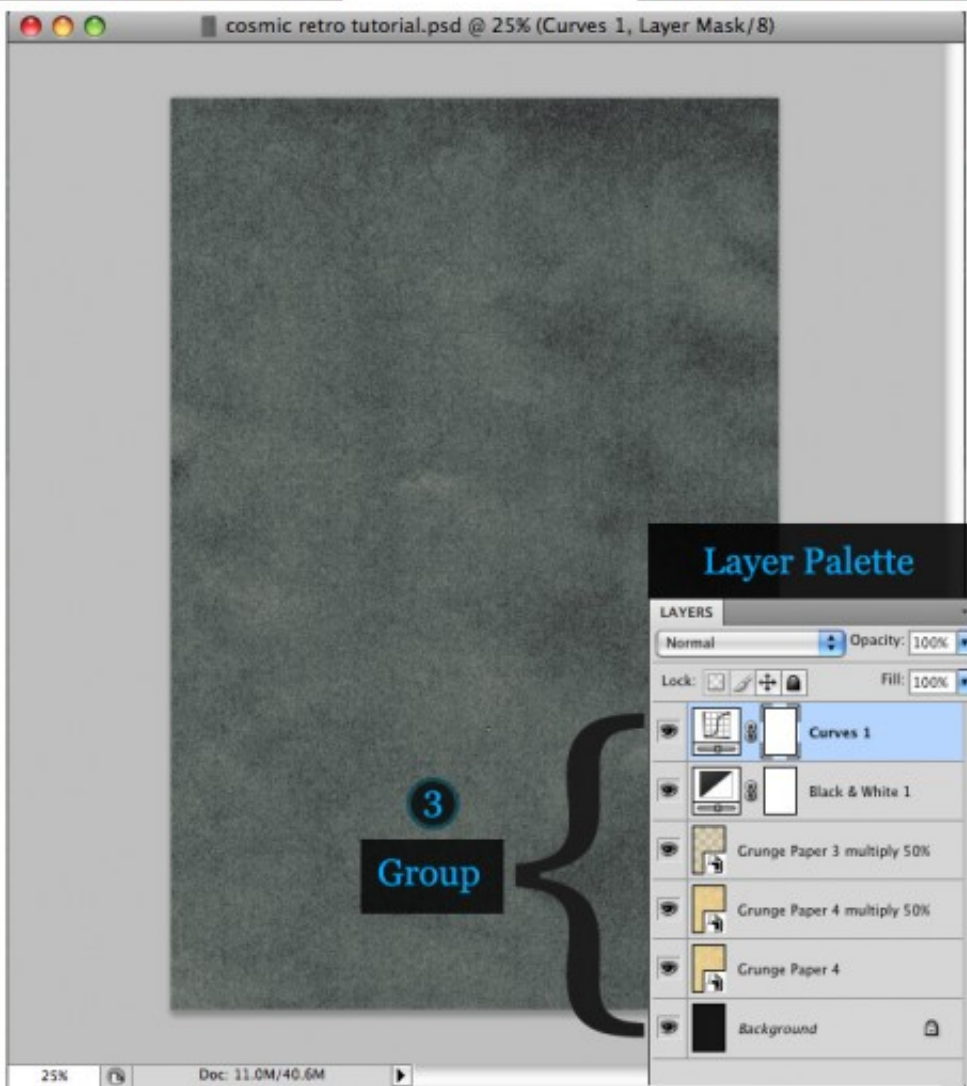 cosmic retro tutorial.psd @ 25% (Curves 1, Layer Mask/8)
Layer Palette
LAYERS
Normal Opacity: 100%
Lock: Fill: 100%
Curves 1
Black & White 1
Grunge Paper 3 multiply 50%
Grunge Paper 4 multiply 50%
Grunge Paper 4
Background
3
Group
25% Doc: 11.0M/40.6M